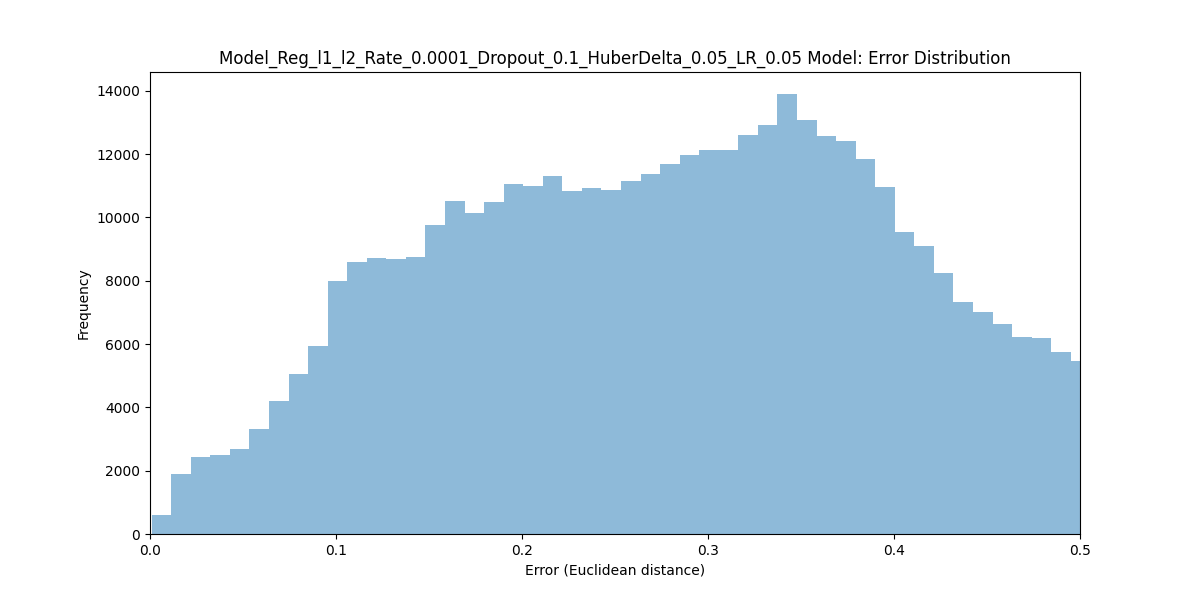 Model_Reg_l1_l2_Rate_0.0001_Dropout_0.1_HuberDelta_0.05_LR_0.05 Model: Error Distribution
14000
12000
10000
8000
6000
4000
2000
0
Frequency
0.0 0.1 0.2 0.3 0.4 0.5
Error (Euclidean distance)